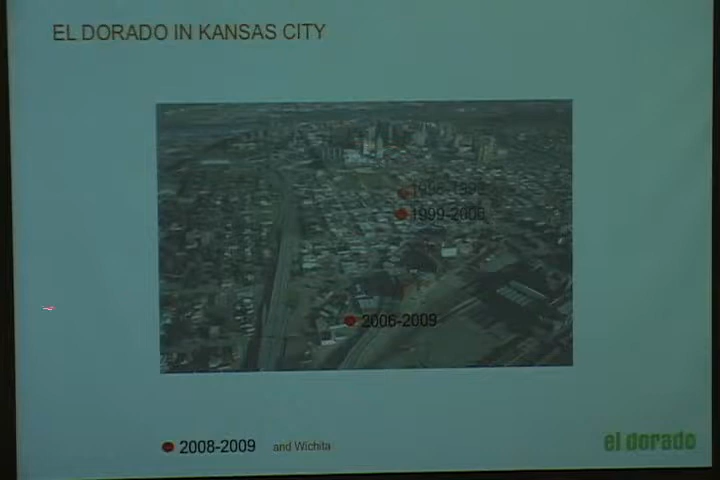 EL DORADO IN KANSAS CITY
1999-2006
2006-2009
2008-2009 and Wichita
el dorado